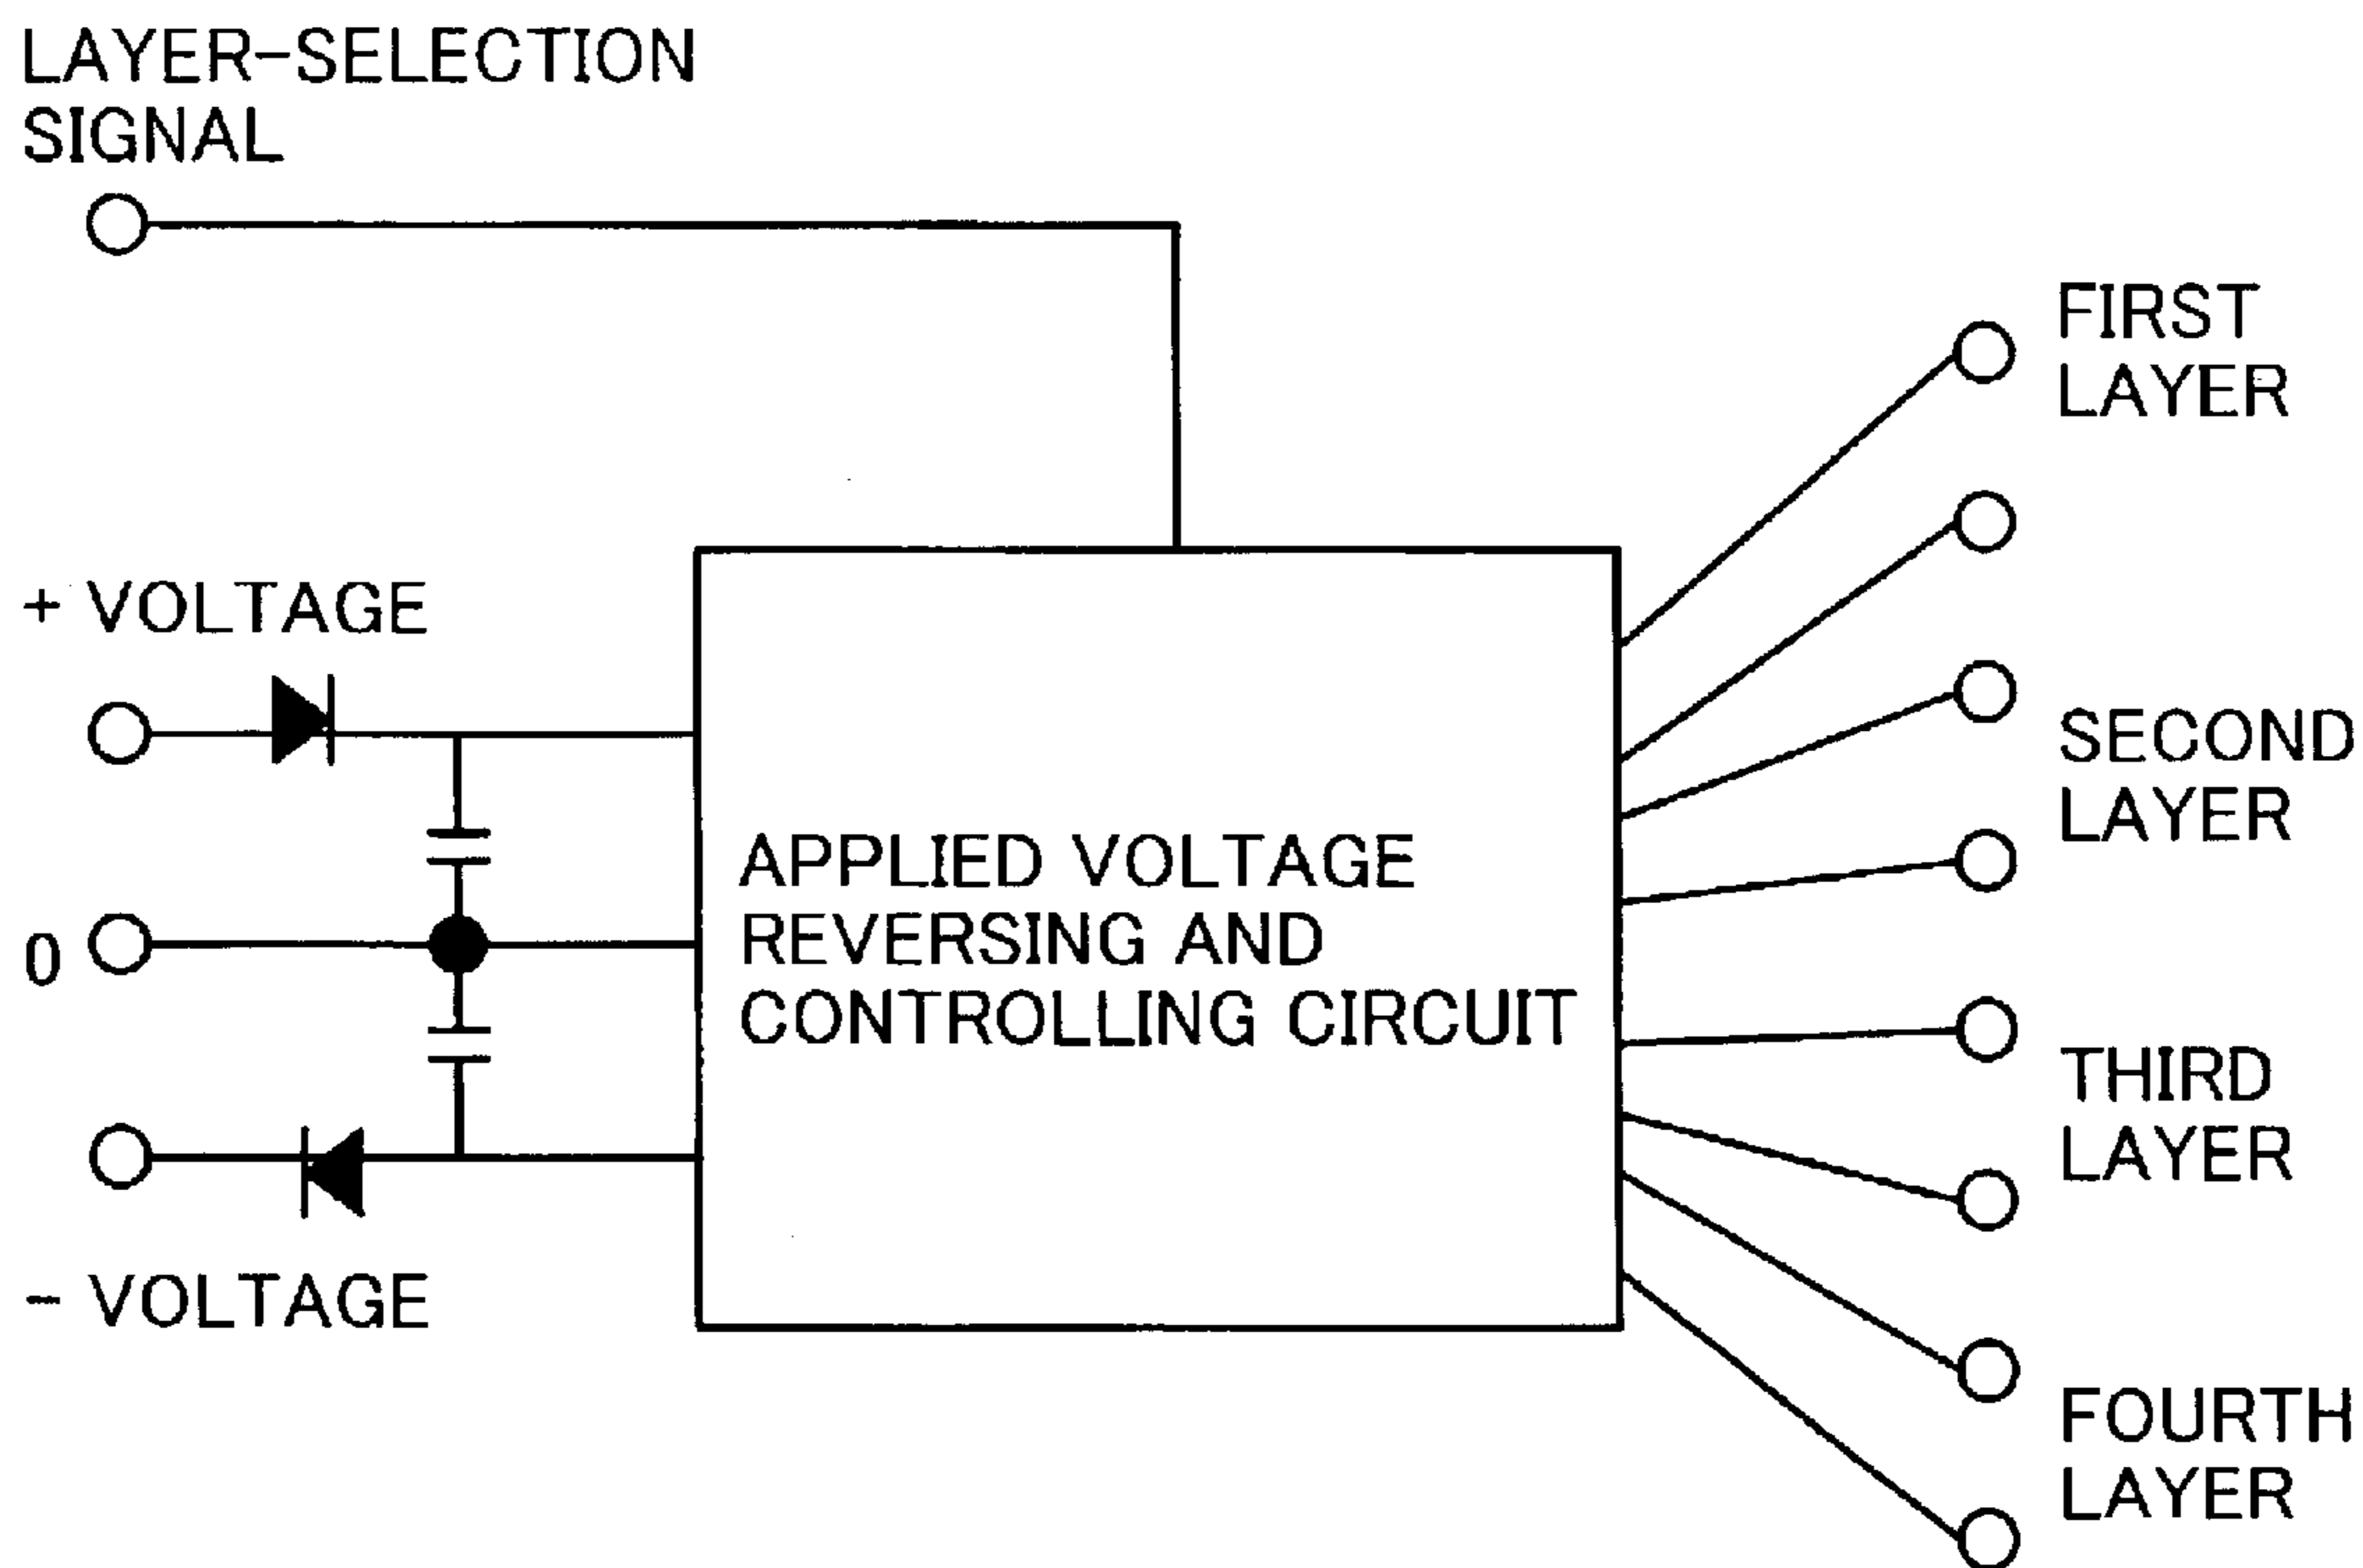 LAYER-SELECTION
SIGNAL
FIRST
LAYER
+ VOLTAGE
SECOND
LAYER
APPLIED VOLTAGE
REVERSING AND
CONTROLLING CIRCUIT
0
THIRD
LAYER
- VOLTAGE
FOURTH
LAYER